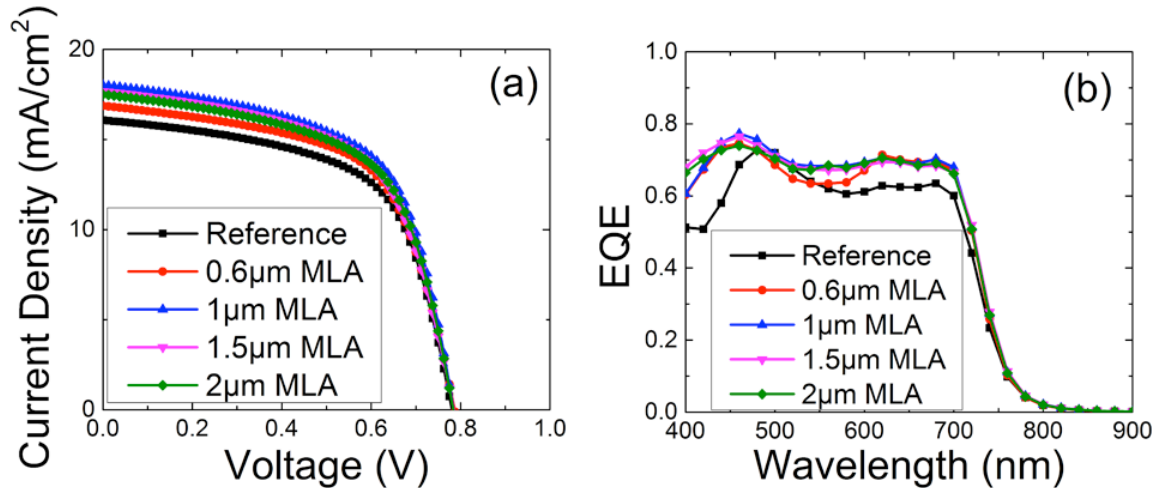 (a)
Current Density (mA/cm²)
20
10
0
Reference
0.6µm MLA
1µm MLA
1.5µm MLA
2µm MLA
0.0 0.2 0.4 0.6 0.8 1.0
Voltage (V)
(b)
EQE
1.0
0.8
0.6
0.4
0.2
0.0
Reference
0.6µm MLA
1µm MLA
1.5µm MLA
2µm MLA
400 500 600 700 800 900
Wavelength (nm)